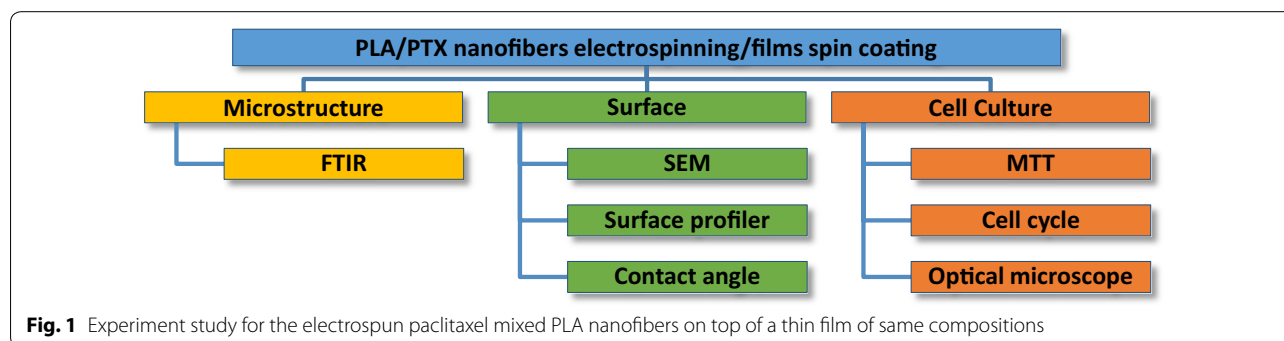 PLA/PTX nanofibers electrospinning/films spin coating
Microstructure
FTIR
Surface
SEM
Surface profiler
Contact angle
Cell Culture
MTT
Cell cycle
Optical microscope
Fig. 1 Experiment study for the electrospun paclitaxel mixed PLA nanofibers on top of a thin film of same compositions